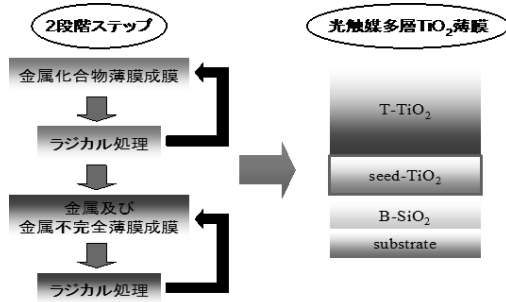 2段階ステップ
金属化合物薄膜成膜
ラジカル処理
金属及び
金属不完全薄膜成膜
ラジカル処理
光触媒多層TiO₂薄膜
T-TiO₂
seed-TiO₂
B-SiO₂
substrate